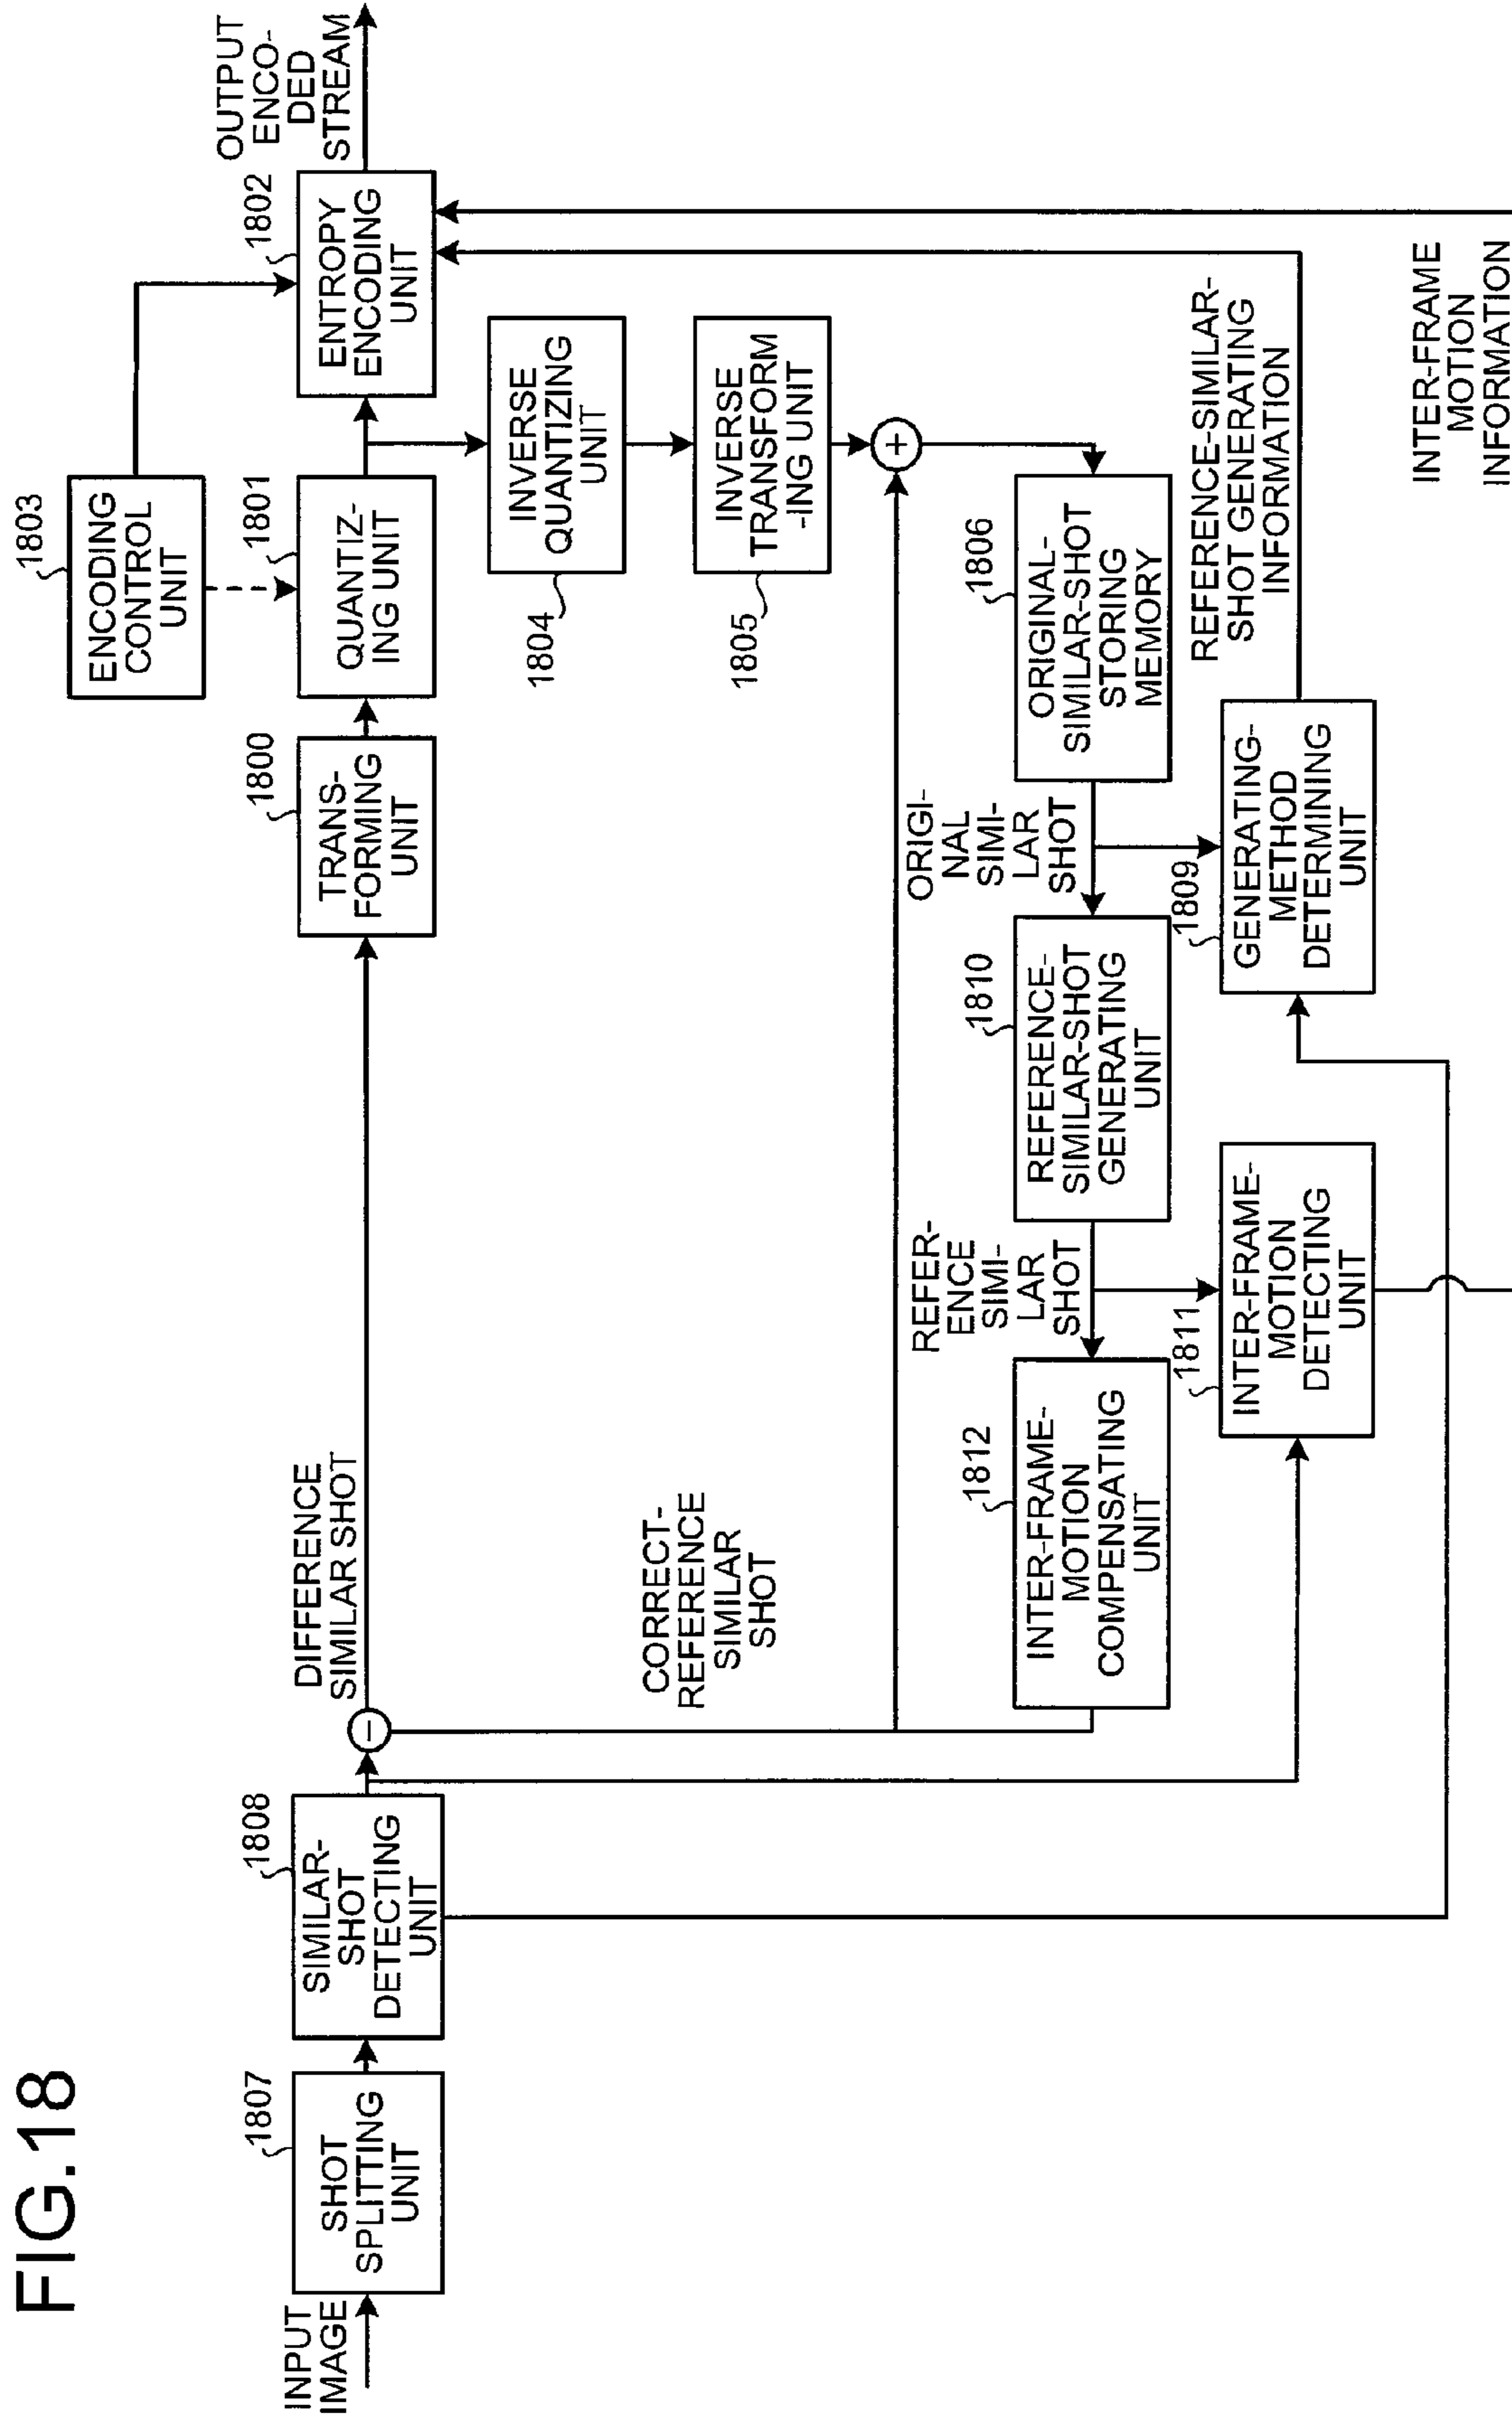 FIG.18
INPUT
IMAGE
1807
SHOT
SPLITTING
UNIT
1808
SIMILAR-
SHOT
DETECTING
UNIT
−
DIFFERENCE
SIMILAR SHOT
1800
TRANS-
FORMING
UNIT
1803
ENCODING
CONTROL
UNIT
1801
QUANTIZ-
ING UNIT
1802
ENTROPY
ENCODING
UNIT
OUTPUT
ENCO-
DED
STREAM
1804
INVERSE
QUANTIZING
UNIT
1805
INVERSE
TRANSFORM
-ING UNIT
+
CORRECT-
REFERENCE
SIMILAR
SHOT
1812
INTER-FRAME-
MOTION
COMPENSATING
UNIT
REFER-
ENCE
SIMI-
LAR
SHOT
1810
REFERENCE-
SIMILAR-SHOT
GENERATING
UNIT
ORIGI-
NAL
SIMI-
LAR
SHOT
1806
ORIGINAL-
SIMILAR-SHOT
STORING
MEMORY
1811
INTER-FRAME-
MOTION
DETECTING
UNIT
1809
GENERATING-
METHOD
DETERMINING
UNIT
REFERENCE-SIMILAR-
SHOT GENERATING
INFORMATION
INTER-FRAME
MOTION
INFORMATION